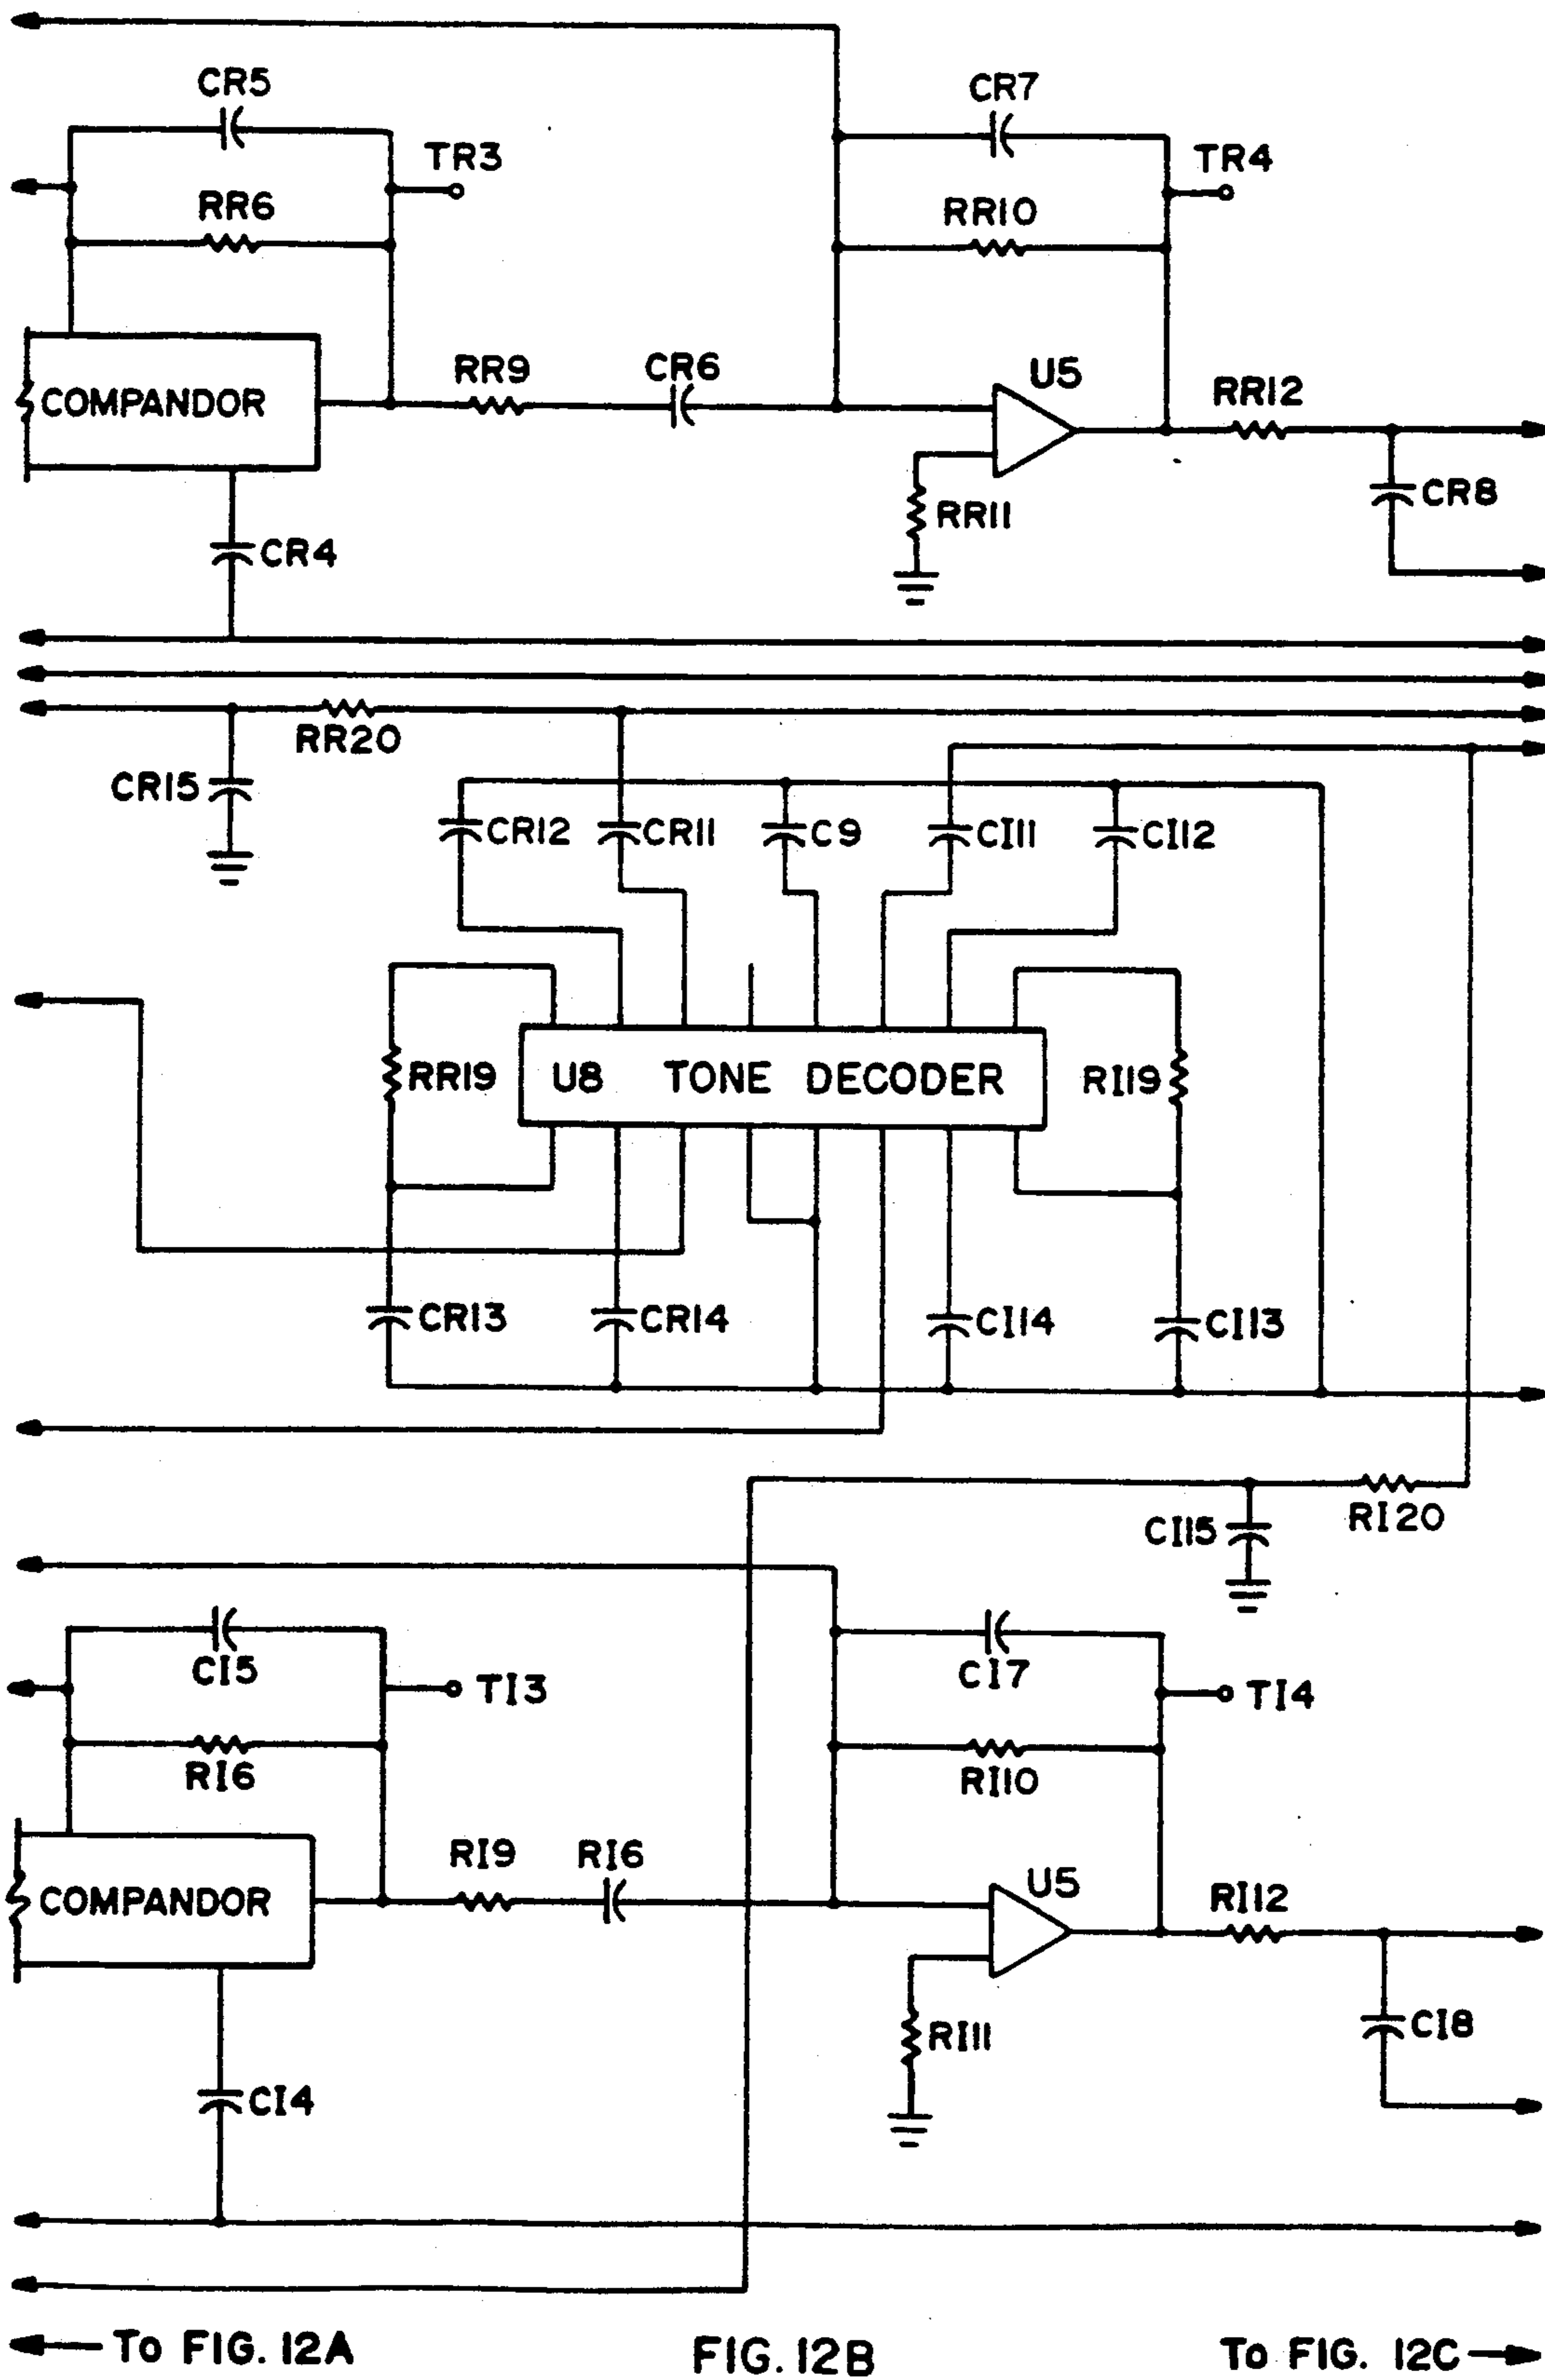 CR5
CR7
TR3
TR4
RR6
RR10
COMPANDOR
RR9
CR6
U5
RR12
CR8
RR11
CR4
RR20
CR15
CR12
CR11
C9
CI11
CI12
RR19
U8 TONE DECODER
RI19
CR13
CR14
CI14
CI13
CI15
RI20
CI5
CI7
TI3
TI4
RI6
RI10
COMPANDOR
RI9
RI6
U5
RI12
RI11
CI8
CI4
To FIG. 12A
FIG. 12B
To FIG. 12C